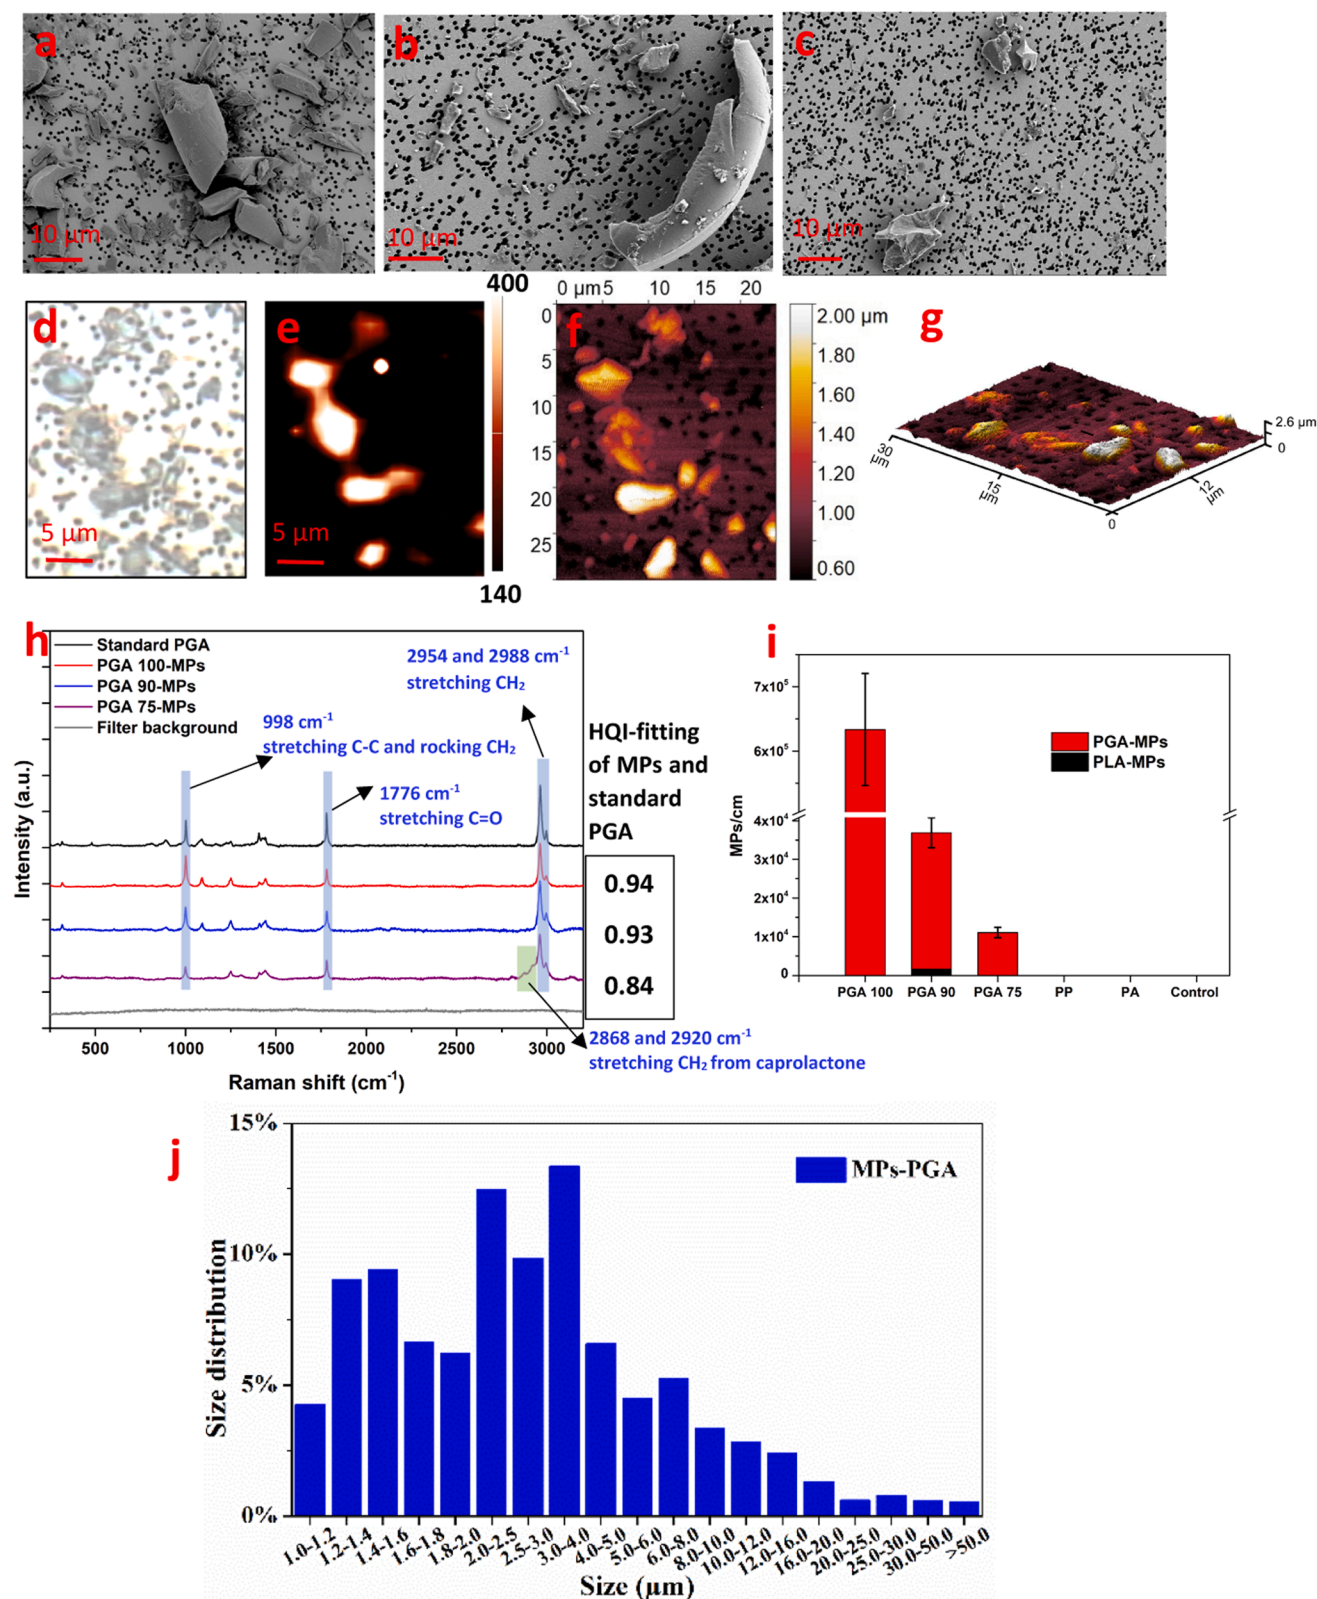 a
b
c
10 µm
10 µm
10 µm
d
e
f
g
400
140
5 µm
5 µm
0 µm 5 10 15 20
0
5
10
15
20
25
2.00 µm
1.80
1.60
1.40
1.20
1.00
0.60
2.6 µm
0
30
µm
15
µm
0
12
µm
h
Standard PGA
PGA 100-MPs
PGA 90-MPs
PGA 75-MPs
Filter background
2954 and 2988 cm⁻¹
stretching CH₂
998 cm⁻¹
stretching C-C and rocking CH₂
1776 cm⁻¹
stretching C=O
HQI-fitting
of MPs and
standard
PGA
0.94
0.93
0.84
2868 and 2920 cm⁻¹
stretching CH₂ from caprolactone
Intensity (a.u.)
500 1000 1500 2000 2500 3000
Raman shift (cm⁻¹)
i
7x10⁵
6x10⁵
4x10⁴
3x10⁴
2x10⁴
1x10⁴
0
MPs/cm
PGA-MPs
PLA-MPs
PGA 100 PGA 90 PGA 75 PP PA Control
j
15%
10%
5%
0%
Size distribution
MPs-PGA
1.0-1.2 1.2-1.4 1.4-1.6 1.6-1.8 1.8-2.0 2.0-2.5 2.5-3.0 3.0-4.0 4.0-5.0 5.0-6.0 6.0-8.0 8.0-10.0 10.0-12.0 12.0-16.0 16.0-20.0 20.0-25.0 25.0-30.0 30.0-50.0 >50.0
Size (µm)